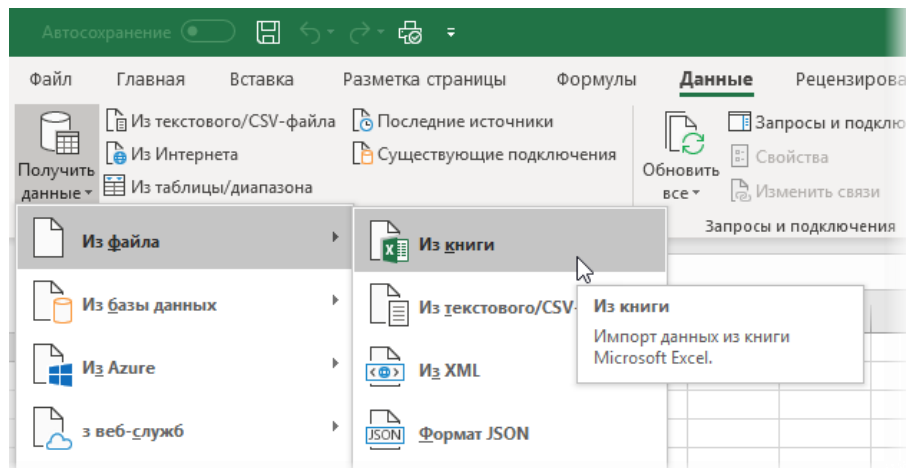 Автосохранение
Файл Главная Вставка Разметка страницы Формулы Данные Рецензирова
Получить данные
Из текстового/CSV-файла
Из Интернета
Из таблицы/диапазона
Последние источники
Существующие подключения
Обновить все
Запросы и подклю
Свойства
Изменить связи
Запросы и подключения
Из файла
Из базы данных
Из Azure
з веб-служб
Из книги
Из текстового/CSV-
Из XML
JSON Формат JSON
Из книги
Импорт данных из книги
Microsoft Excel.